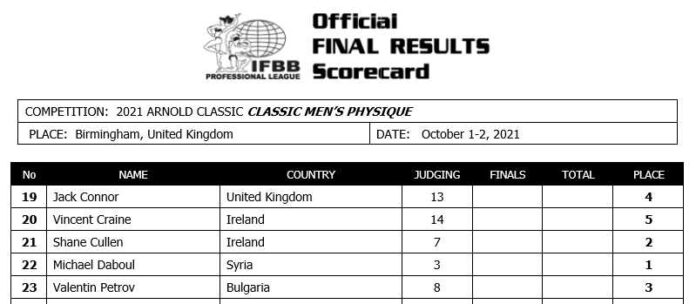 Official
FINAL RESULTS
Scorecard
IFBB
PROFESSIONAL LEAGUE
COMPETITION: 2021 ARNOLD CLASSIC CLASSIC MEN'S PHYSIQUE
PLACE: Birmingham, United Kingdom DATE: October 1-2, 2021
No NAME COUNTRY JUDGING FINALS TOTAL PLACE
19 Jack Connor United Kingdom 13 4
20 Vincent Craine Ireland 14 5
21 Shane Cullen Ireland 7 2
22 Michael Daboul Syria 3 1
23 Valentin Petrov Bulgaria 8 3